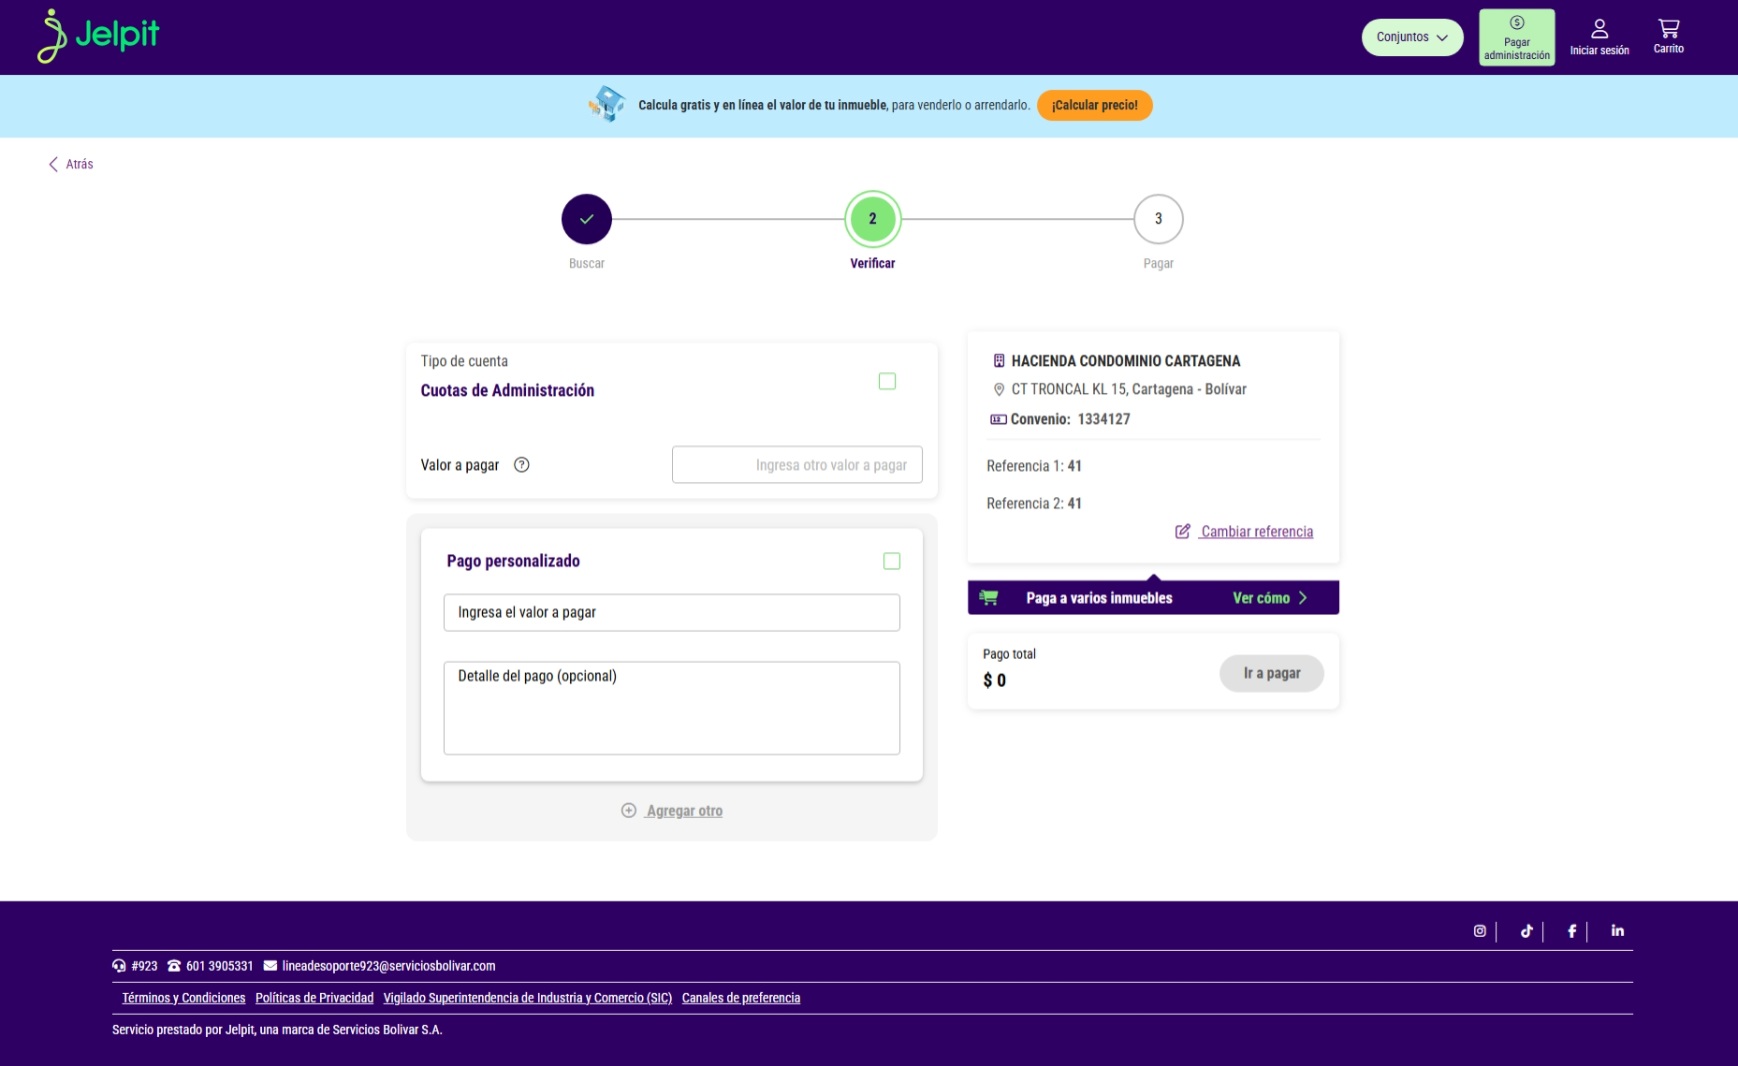 Jelpit
Conjuntos
Pagar
administración
Iniciar sesión
Carrito
Calcula gratis y en línea el valor de tu inmueble, para venderlo o arrendarlo.
¡Calcular precio!
Atrás
2
3
Buscar
Verificar
Pagar
Tipo de cuenta
Cuotas de Administración
Valor a pagar
Ingresa otro valor a pagar
Pago personalizado
Ingresa el valor a pagar
Detalle del pago (opcional)
Agregar otro
HACIENDA CONDOMINIO CARTAGENA
CT TRONCAL KL 15, Cartagena - Bolívar
Convenio: 1334127
Referencia 1: 41
Referencia 2: 41
Cambiar referencia
Paga a varios inmuebles
Ver cómo
Pago total
$ 0
Ir a pagar
#923 601 3905331 lineadesoporte923@serviciosbolivar.com
Términos y Condiciones Políticas de Privacidad Vigilado Superintendencia de Industria y Comercio (SIC) Canales de preferencia
Servicio prestado por Jelpit, una marca de Servicios Bolivar S.A.